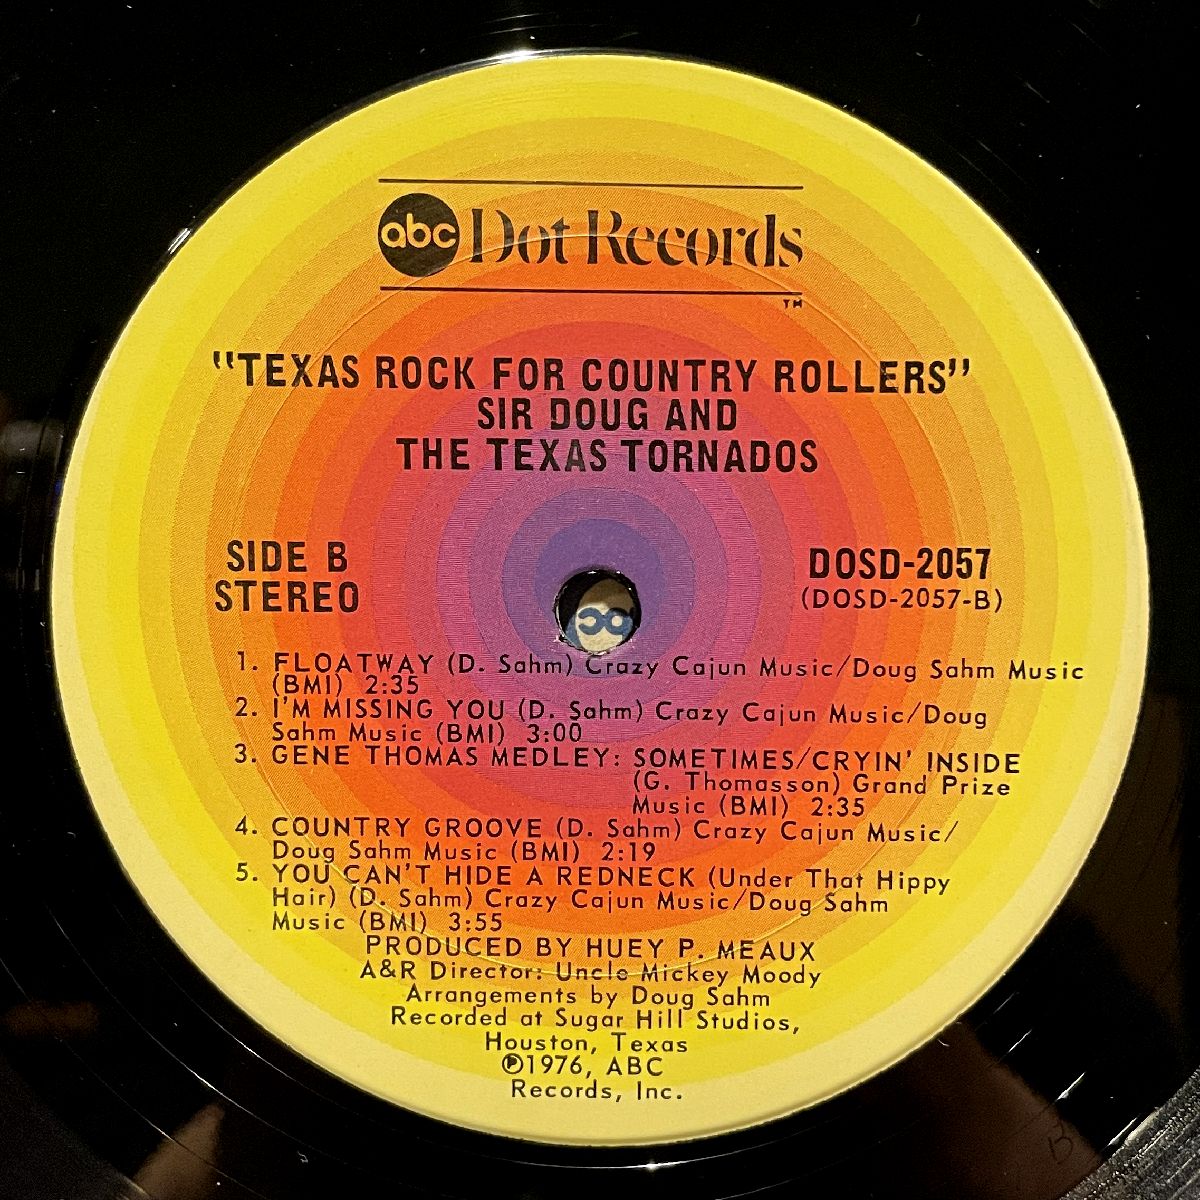 abc Dot Records
TM
"TEXAS ROCK FOR COUNTRY ROLLERS"
SIR DOUG AND
THE TEXAS TORNADOS
SIDE B
STEREO
DOSD-2057
(DOSD-2057-B)
1. FLOATWAY (D. Sahm) Crazy Cajun Music/Doug Sahm Music
(BMI) 2:35
2. I'M MISSING YOU (D. Sahm) Crazy Cajun Music/Doug
Sahm Music (BMI) 3:00
3. GENE THOMAS MEDLEY: SOMETIMES/CRYIN' INSIDE
(G. Thomasson) Grand Prize
Music (BMI) 2:35
4. COUNTRY GROOVE (D. Sahm) Crazy Cajun Music/
Doug Sahm Music (BMI) 2:19
5. YOU CAN'T HIDE A REDNECK (Under That Hippy
Hair) (D. Sahm) Crazy Cajun Music/Doug Sahm
Music (BMI) 3:55
PRODUCED BY HUEY P. MEAUX
A&R Director: Uncle Mickey Moody
Arrangements by Doug Sahm
Recorded at Sugar Hill Studios,
Houston, Texas
℗1976, ABC
Records, Inc.